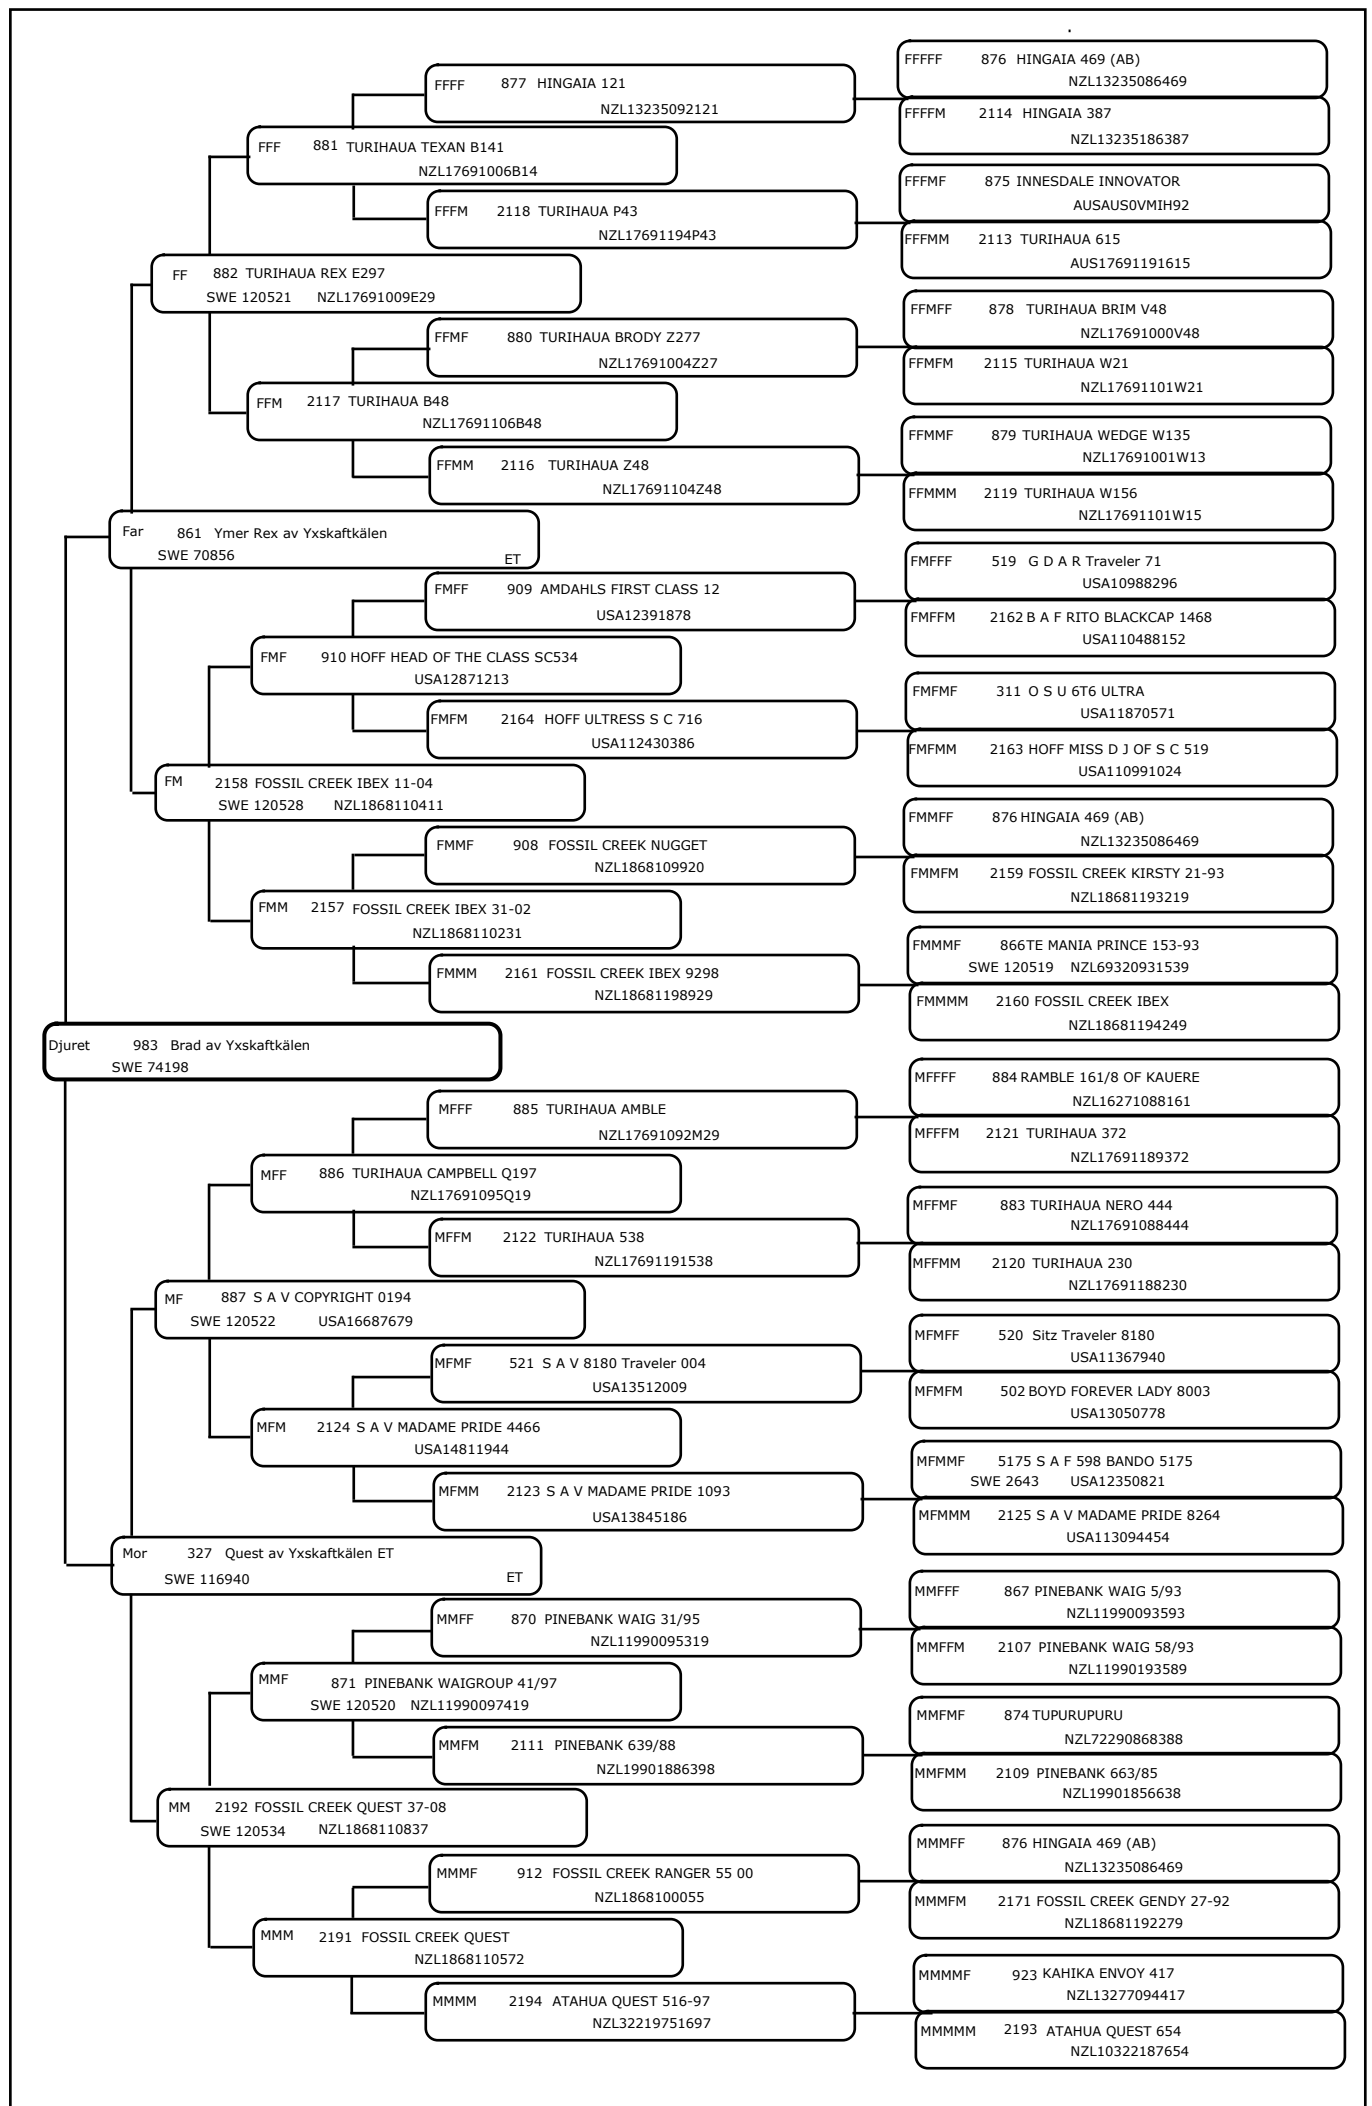 FFFFF 876 HINGAIA 469 (AB)
NZL13235086469
FFFF 877 HINGAIA 121
NZL13235092121
FFFFM 2114 HINGAIA 387
NZL13235186387
FFF 881 TURIHAUA TEXAN B141
NZL17691006B14
FFFMF 875 INNESDALE INNOVATOR
AUSAUS0VMIH92
FFFM 2118 TURIHAUA P43
NZL17691194P43
FFFMM 2113 TURIHAUA 615
AUS17691191615
FF 882 TURIHAUA REX E297
SWE 120521 NZL17691009E29
FFMFF 878 TURIHAUA BRIM V48
NZL17691000V48
FFMF 880 TURIHAUA BRODY Z277
NZL17691004Z27
FFMFM 2115 TURIHAUA W21
NZL17691101W21
FFM 2117 TURIHAUA B48
NZL17691106B48
FFMMF 879 TURIHAUA WEDGE W135
NZL17691001W13
FFMM 2116 TURIHAUA Z48
NZL17691104Z48
FFMMM 2119 TURIHAUA W156
NZL17691101W15
Far 861 Ymer Rex av Yxskaftkälen
SWE 70856 ET
FMFFF 519 G D A R Traveler 71
USA10988296
FMFF 909 AMDAHLS FIRST CLASS 12
USA12391878
FMFFM 2162 B A F RITO BLACKCAP 1468
USA110488152
FMF 910 HOFF HEAD OF THE CLASS SC534
USA12871213
FMFMF 311 O S U 6T6 ULTRA
USA11870571
FMFM 2164 HOFF ULTRESS S C 716
USA112430386
FMFMM 2163 HOFF MISS D J OF S C 519
USA110991024
FM 2158 FOSSIL CREEK IBEX 11-04
SWE 120528 NZL1868110411
FMMFF 876 HINGAIA 469 (AB)
NZL13235086469
FMMF 908 FOSSIL CREEK NUGGET
NZL1868109920
FMMFM 2159 FOSSIL CREEK KIRSTY 21-93
NZL18681193219
FMM 2157 FOSSIL CREEK IBEX 31-02
NZL1868110231
FMMMF 866TE MANIA PRINCE 153-93
SWE 120519 NZL69320931539
FMMM 2161 FOSSIL CREEK IBEX 9298
NZL18681198929
FMMMM 2160 FOSSIL CREEK IBEX
NZL18681194249
Djuret 983 Brad av Yxskaftkälen
SWE 74198
MFFFF 884 RAMBLE 161/8 OF KAUERE
NZL16271088161
MFFF 885 TURIHAUA AMBLE
NZL17691092M29
MFFFM 2121 TURIHAUA 372
NZL17691189372
MFF 886 TURIHAUA CAMPBELL Q197
NZL17691095Q19
MFFMF 883 TURIHAUA NERO 444
NZL17691088444
MFFM 2122 TURIHAUA 538
NZL17691191538
MFFMM 2120 TURIHAUA 230
NZL17691188230
MF 887 S A V COPYRIGHT 0194
SWE 120522 USA16687679
MFMFF 520 Sitz Traveler 8180
USA11367940
MFMF 521 S A V 8180 Traveler 004
USA13512009
MFMFM 502 BOYD FOREVER LADY 8003
USA13050778
MFM 2124 S A V MADAME PRIDE 4466
USA14811944
MFMMF 5175 S A F 598 BANDO 5175
SWE 2643 USA12350821
MFMM 2123 S A V MADAME PRIDE 1093
USA13845186
MFMMM 2125 S A V MADAME PRIDE 8264
USA113094454
Mor 327 Quest av Yxskaftkälen ET
SWE 116940 ET
MMFFF 867 PINEBANK WAIG 5/93
NZL11990093593
MMFF 870 PINEBANK WAIG 31/95
NZL11990095319
MMFFM 2107 PINEBANK WAIG 58/93
NZL11990193589
MMF 871 PINEBANK WAIGROUP 41/97
SWE 120520 NZL11990097419
MMFMF 874 TUPURUPURU
NZL72290868388
MMFM 2111 PINEBANK 639/88
NZL19901886398
MMFMM 2109 PINEBANK 663/85
NZL19901856638
MM 2192 FOSSIL CREEK QUEST 37-08
SWE 120534 NZL1868110837
MMMFF 876 HINGAIA 469 (AB)
NZL13235086469
MMMF 912 FOSSIL CREEK RANGER 55 00
NZL1868100055
MMMFM 2171 FOSSIL CREEK GENDY 27-92
NZL18681192279
MMM 2191 FOSSIL CREEK QUEST
NZL1868110572
MMMMF 923 KAHIKA ENVOY 417
NZL13277094417
MMMM 2194 ATAHUA QUEST 516-97
NZL32219751697
MMMMM 2193 ATAHUA QUEST 654
NZL10322187654